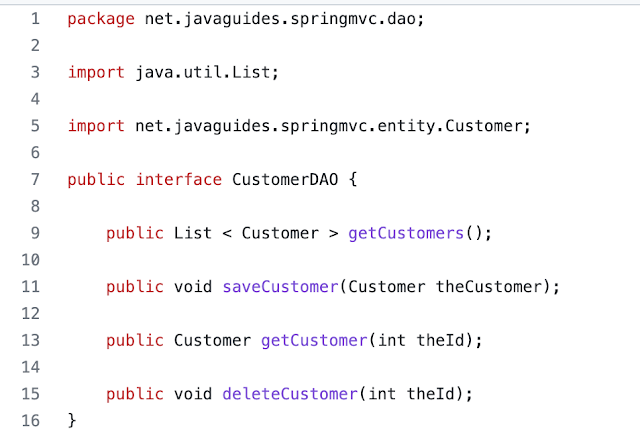 1 package net.javaguides.springmvc.dao;
2
3 import java.util.List;
4
5 import net.javaguides.springmvc.entity.Customer;
6
7 public interface CustomerDAO {
8
9     public List < Customer > getCustomers();
10
11     public void saveCustomer(Customer theCustomer);
12
13     public Customer getCustomer(int theId);
14
15     public void deleteCustomer(int theId);
16 }